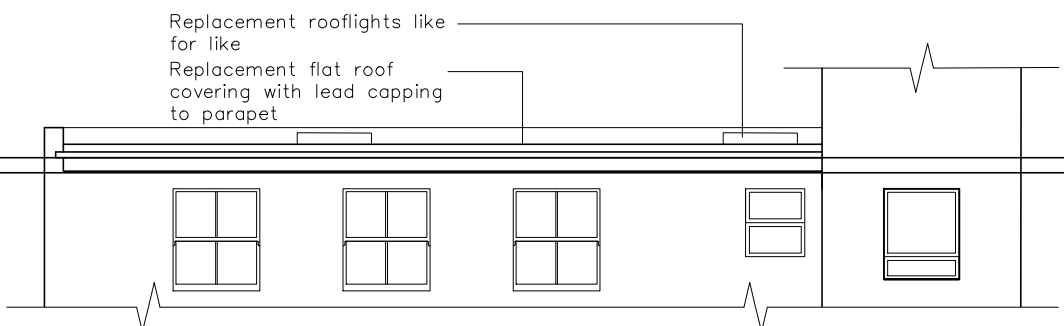 Replacement rooflights like
for like
Replacement flat roof
covering with lead capping
to parapet